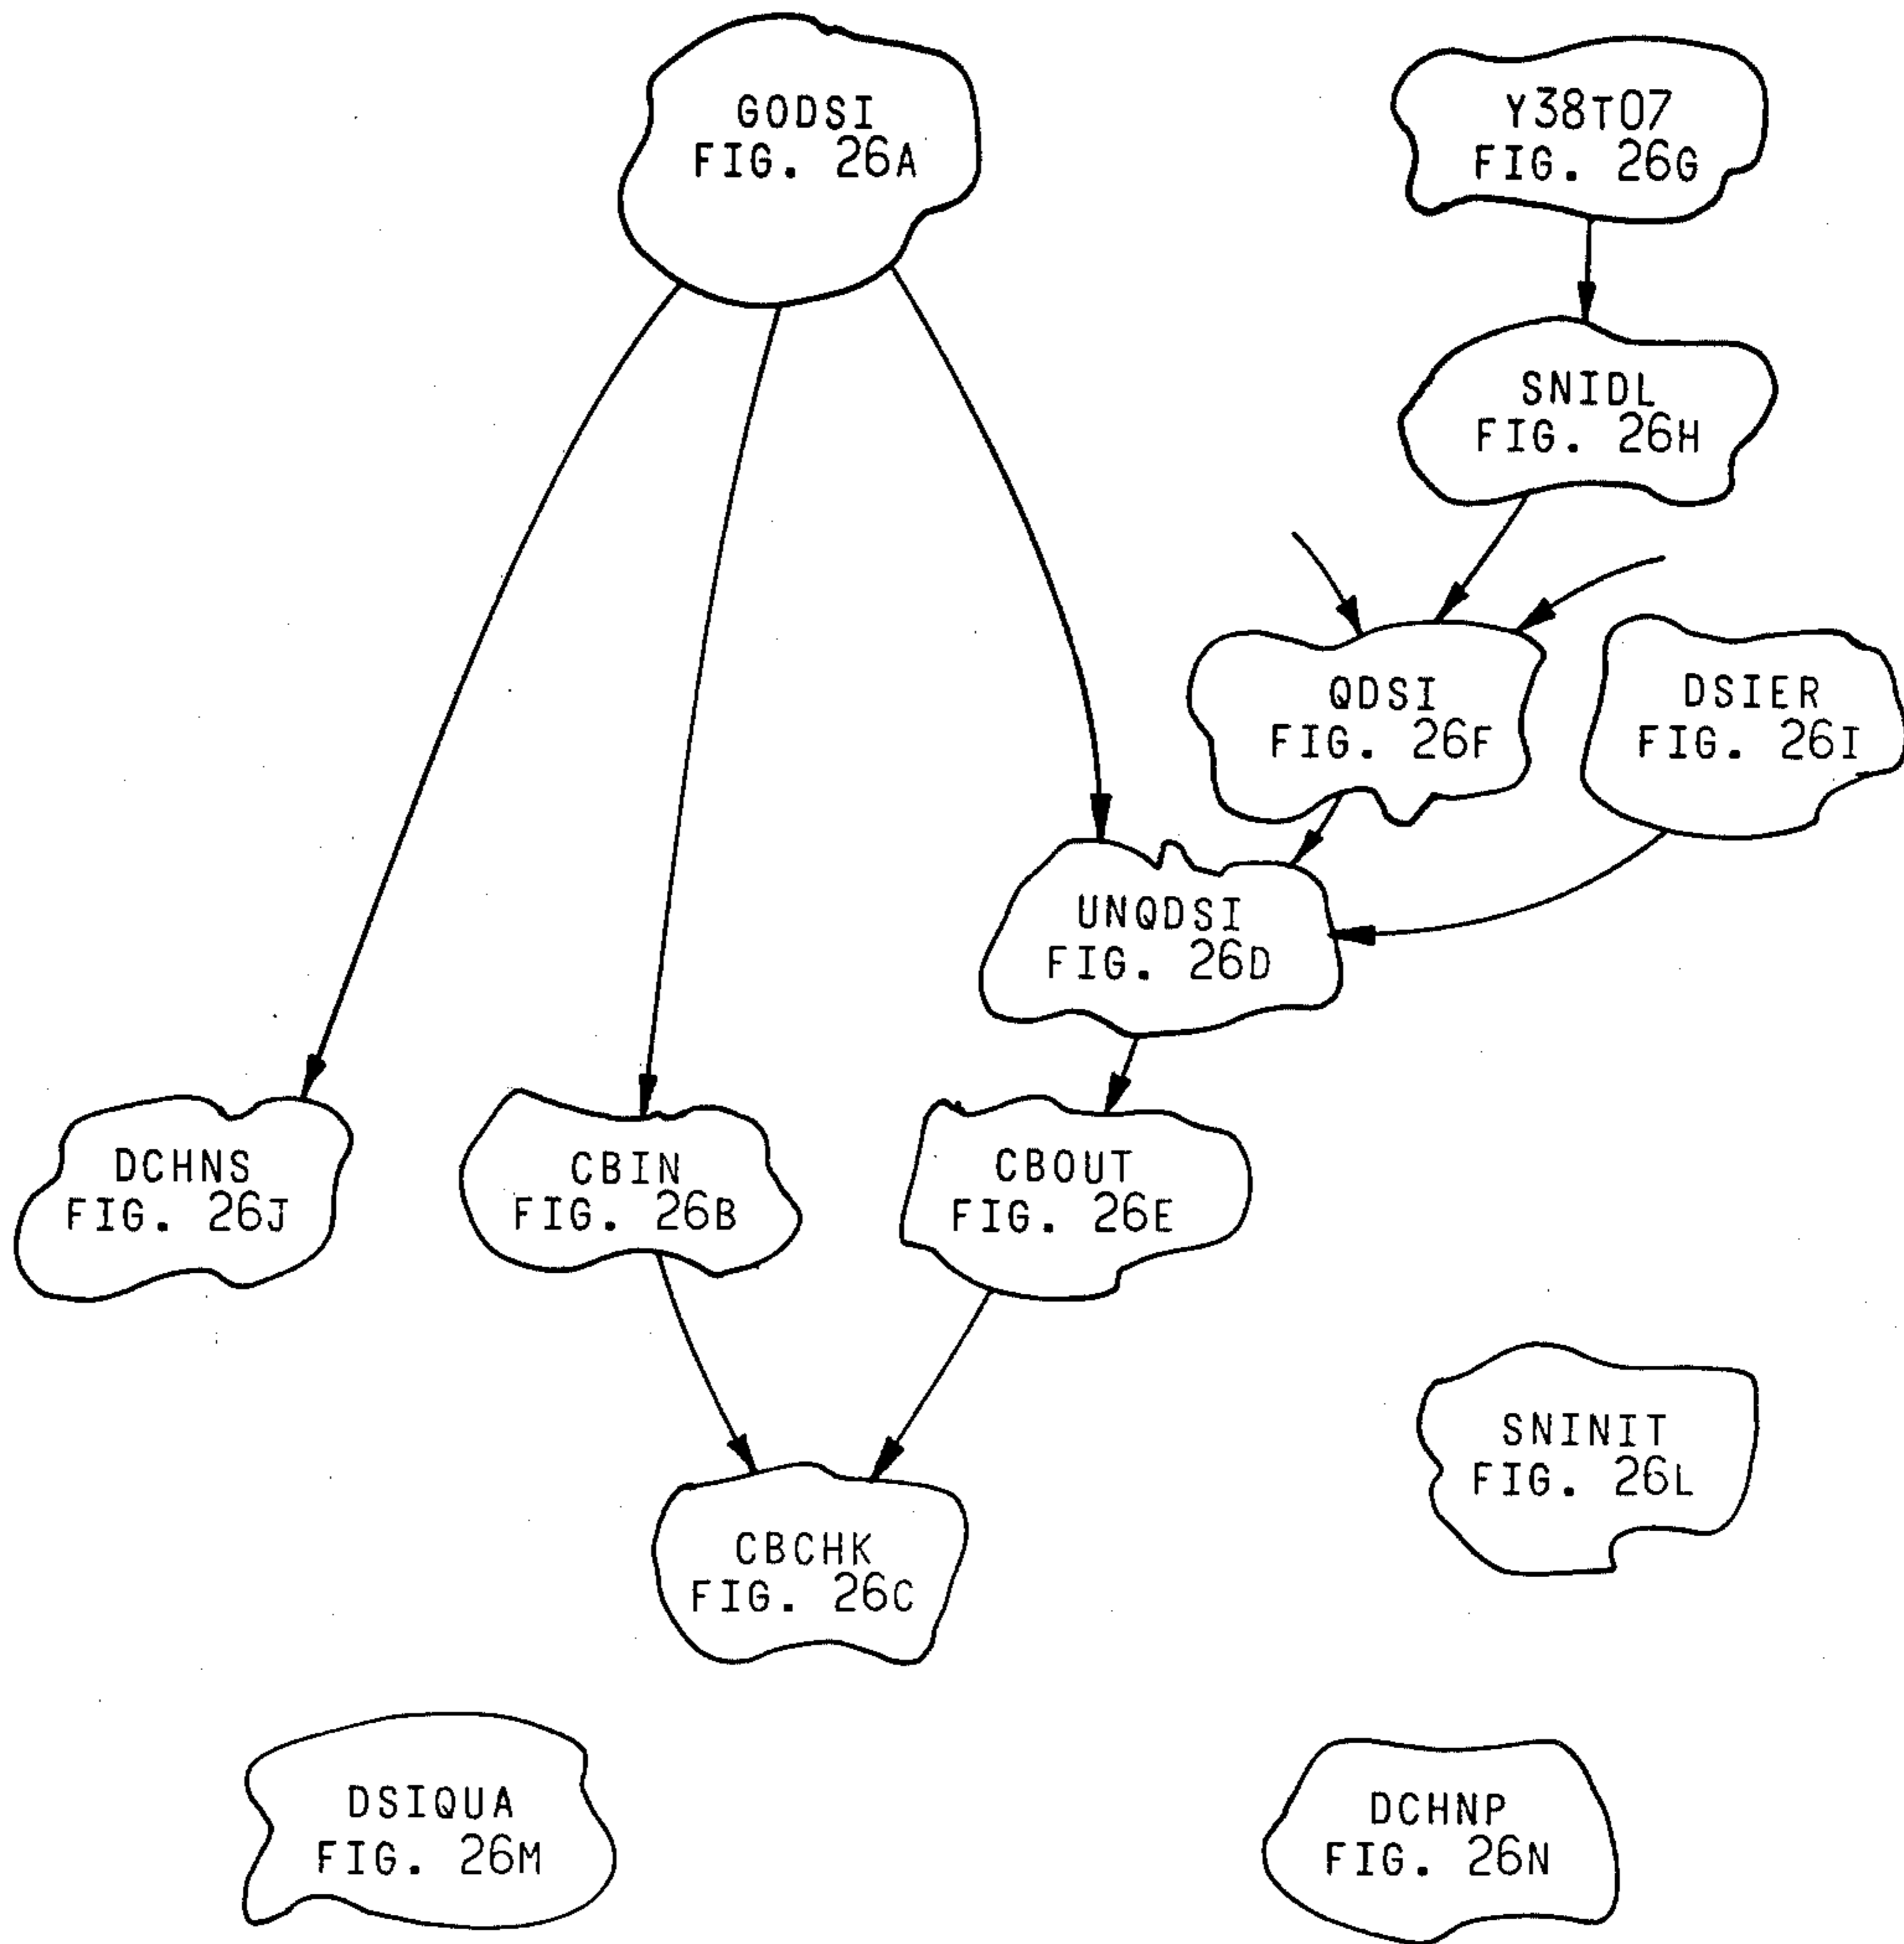 GODSI
FIG. 26A
Y38T07
FIG. 26G
SNIDL
FIG. 26H
QDSI
FIG. 26F
DSIER
FIG. 26I
UNQDSI
FIG. 26D
DCHNS
FIG. 26J
CBIN
FIG. 26B
CBOUT
FIG. 26E
SNINIT
FIG. 26L
CBCHK
FIG. 26C
DSIQUA
FIG. 26M
DCHNP
FIG. 26N